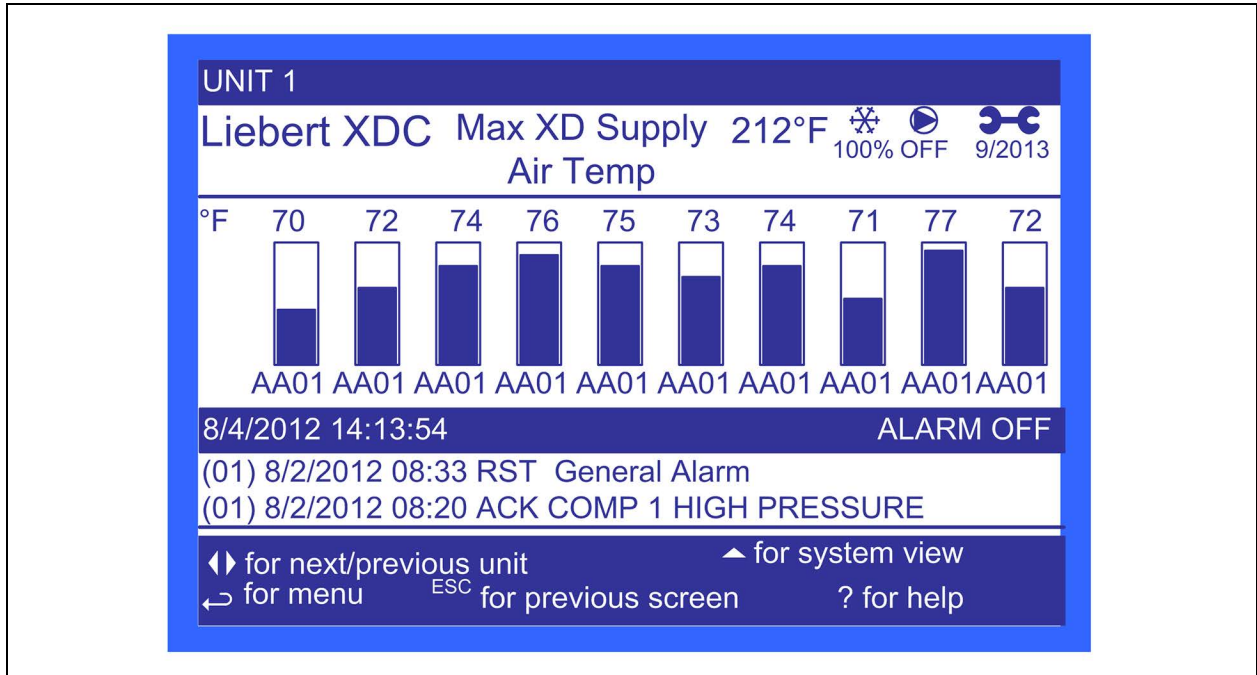 UNIT 1
Liebert XDC Max XD Supply 212°F
Air Temp
100% OFF 9/2013
°F 70 72 74 76 75 73 74 71 77 72
AA01 AA01 AA01 AA01 AA01 AA01 AA01 AA01 AA01 AA01
8/4/2012 14:13:54 ALARM OFF
(01) 8/2/2012 08:33 RST General Alarm
(01) 8/2/2012 08:20 ACK COMP 1 HIGH PRESSURE
for next/previous unit for system view
for menu ESC for previous screen ? for help